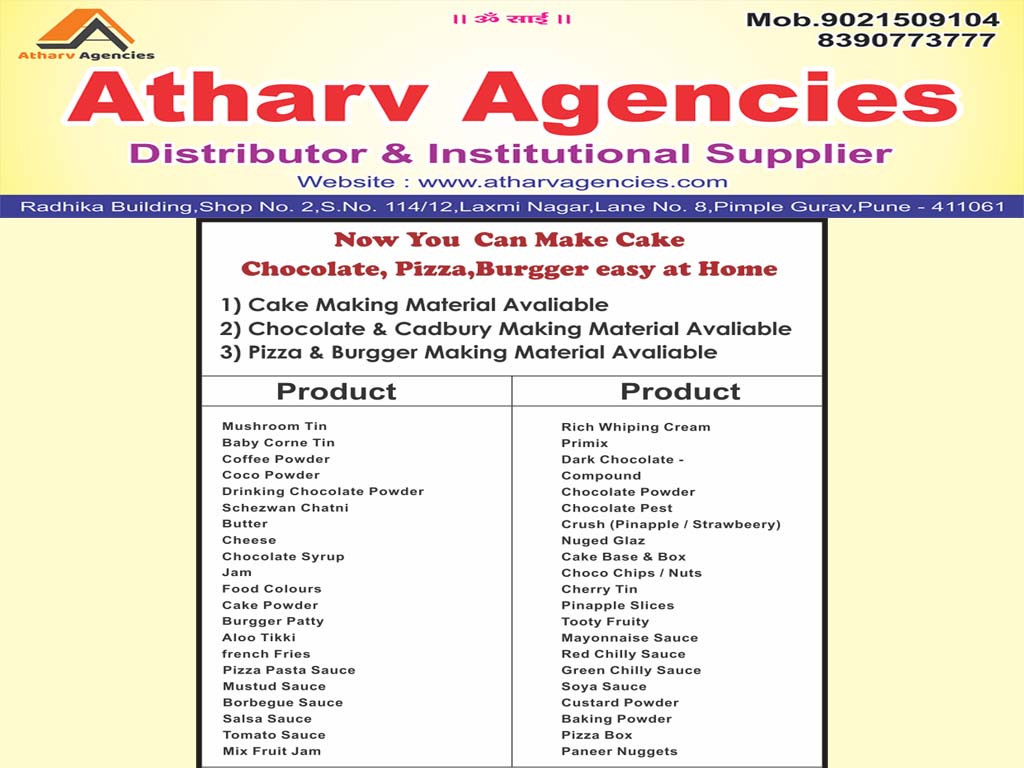 Atharv Agencies
|| ॐ साई ||
Mob.9021509104
8390773777
Atharv Agencies
Distributor & Institutional Supplier
Website : www.atharvagencies.com
Radhika Building,Shop No. 2,S.No. 114/12,Laxmi Nagar,Lane No. 8,Pimple Gurav,Pune - 411061
Now You Can Make Cake
Chocolate, Pizza,Burgger easy at Home
1) Cake Making Material Avaliable
2) Chocolate & Cadbury Making Material Avaliable
3) Pizza & Burgger Making Material Avaliable
Product
Mushroom Tin
Baby Corne Tin
Coffee Powder
Coco Powder
Drinking Chocolate Powder
Schezwan Chatni
Butter
Cheese
Chocolate Syrup
Jam
Food Colours
Cake Powder
Burgger Patty
Aloo Tikki
french Fries
Pizza Pasta Sauce
Mustud Sauce
Borbegue Sauce
Salsa Sauce
Tomato Sauce
Mix Fruit Jam
Product
Rich Whiping Cream
Primix
Dark Chocolate -
Compound
Chocolate Powder
Chocolate Pest
Crush (Pinapple / Strawbeery)
Nuged Glaz
Cake Base & Box
Choco Chips / Nuts
Cherry Tin
Pinapple Slices
Tooty Fruity
Mayonnaise Sauce
Red Chilly Sauce
Green Chilly Sauce
Soya Sauce
Custard Powder
Baking Powder
Pizza Box
Paneer Nuggets